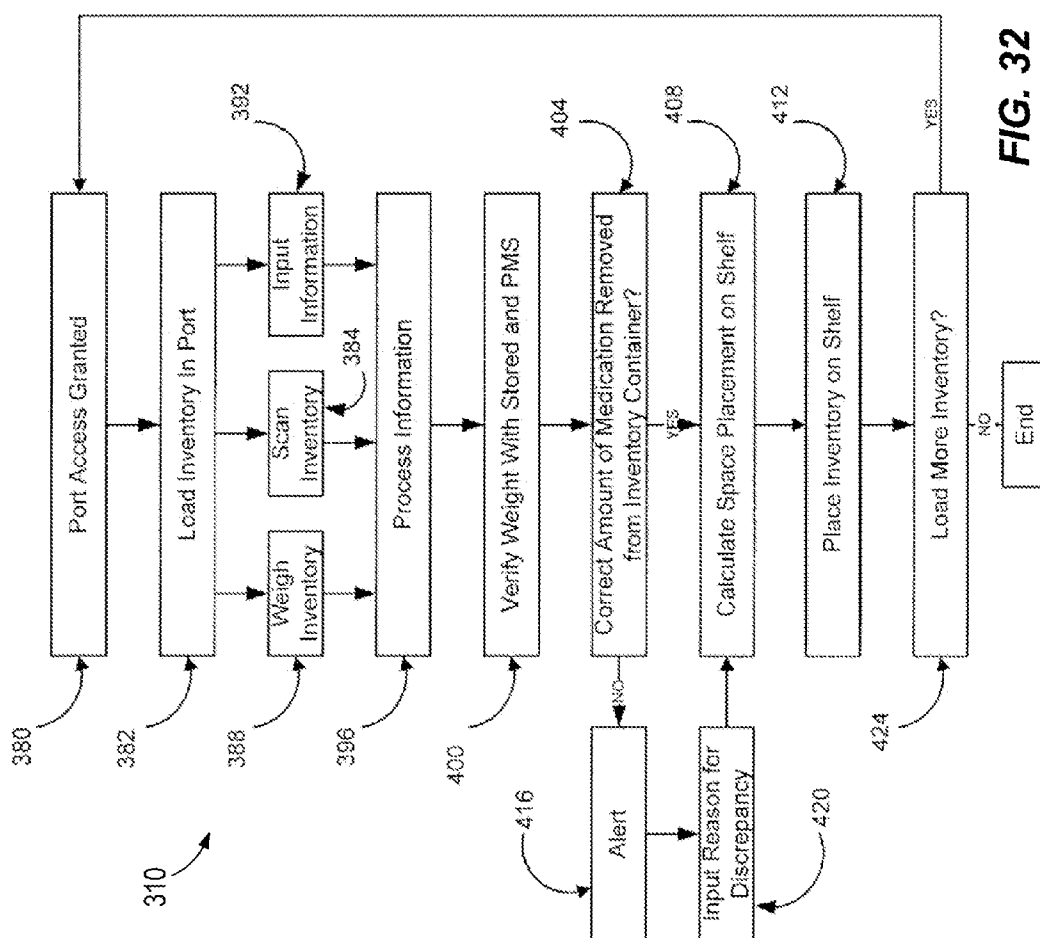 310
380
Port Access Granted
382
Load Inventory In Port
388
Weigh
Inventory
Scan
Inventory
384
Input
Information
392
396
Process Information
400
Verify Weight With Stored and PMS
Correct Amount of Medication Removed
from Inventory Container?
404
NO
YES
416
Alert
Input Reason for
Discrepancy
420
Calculate Space Placement on Shelf
408
Place Inventory on Shelf
412
424
Load More Inventory?
YES
NO
End
FIG. 32